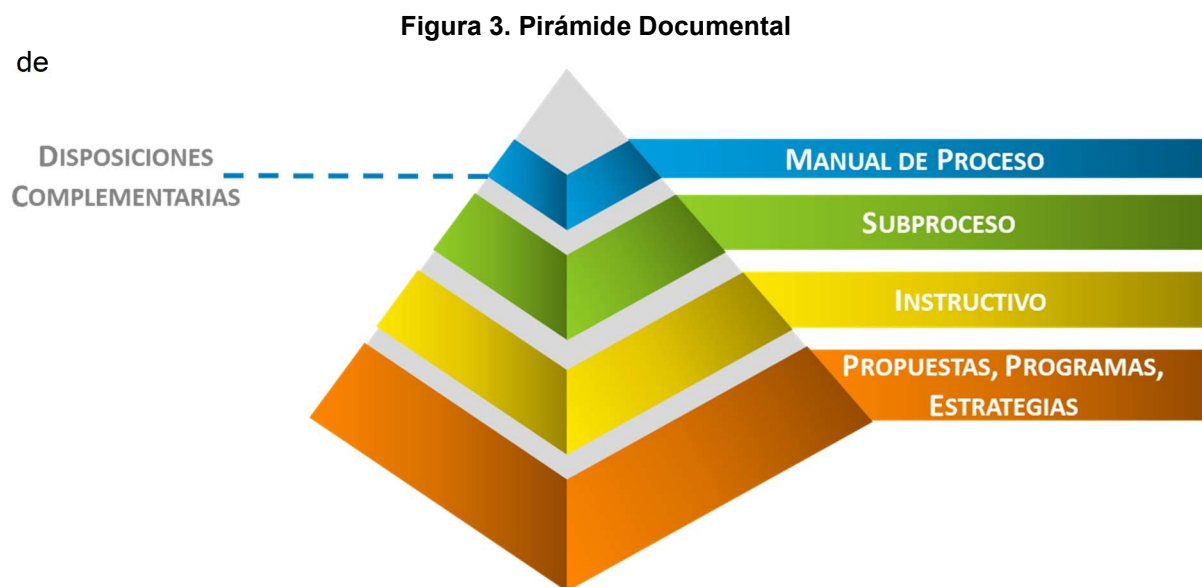 Figura 3. Pirámide Documental
de
DISPOSICIONES
COMPLEMENTARIAS
MANUAL DE PROCESO
SUBPROCESO
INSTRUCTIVO
PROPUESTAS, PROGRAMAS,
ESTRATEGIAS